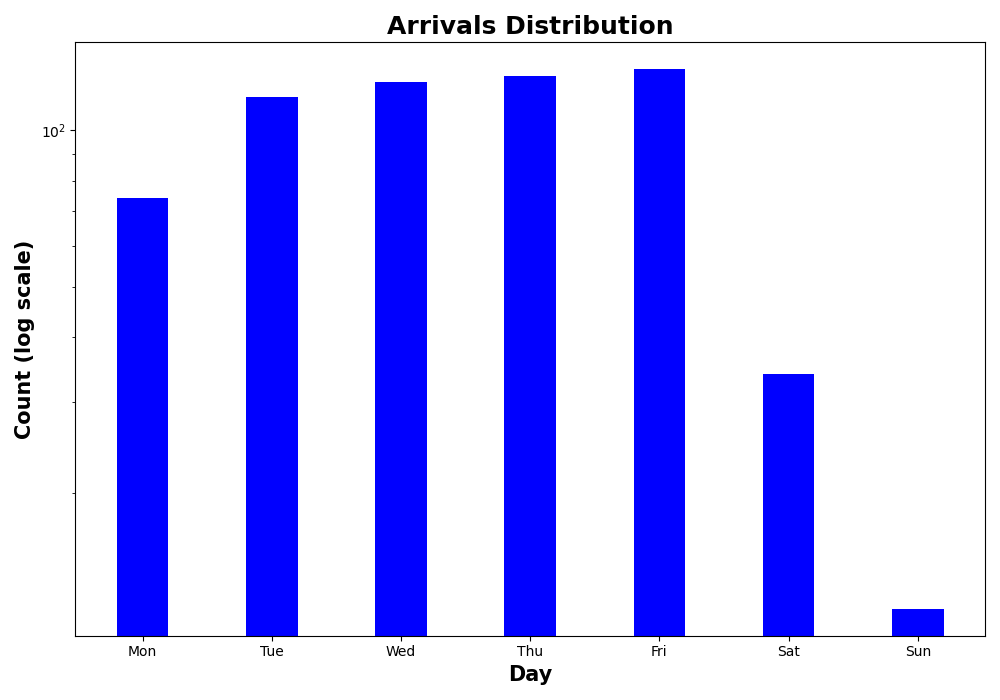 Arrivals Distribution
Count (log scale)
10²
Mon Tue Wed Thu Fri Sat Sun
Day